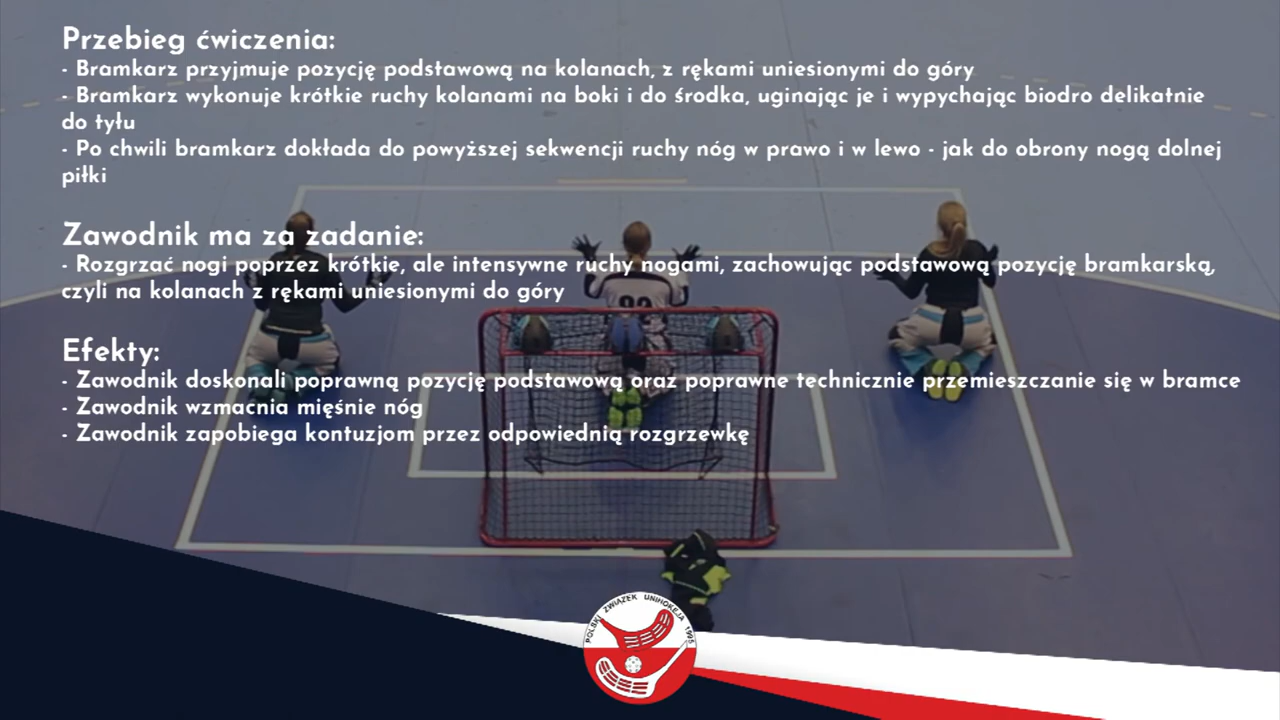 Przebieg ćwiczenia:
- Bramkarz przyjmuje pozycję podstawową na kolanach, z rękami uniesionymi do góry
- Bramkarz wykonuje krótkie ruchy kolanami na boki i do środka, uginając je i wypychając biodro delikatnie
do tyłu
- Po chwili bramkarz dokłada do powyższej sekwencji ruchy nóg w prawo i w lewo - jak do obrony nogą dolnej
piłki
Zawodnik ma za zadanie:
- Rozgrzać nogi poprzez krótkie, ale intensywne ruchy nogami, zachowując podstawową pozycję bramkarską,
czyli na kolanach z rękami uniesionymi do góry
Efekty:
- Zawodnik doskonali poprawną pozycję podstawową oraz poprawne technicznie przemieszczanie się w bramce
- Zawodnik wzmacnia mięśnie nóg
- Zawodnik zapobiega kontuzjom przez odpowiednią rozgrzewkę
POLSKI ZWIĄZEK UNIHOKEJA 1995